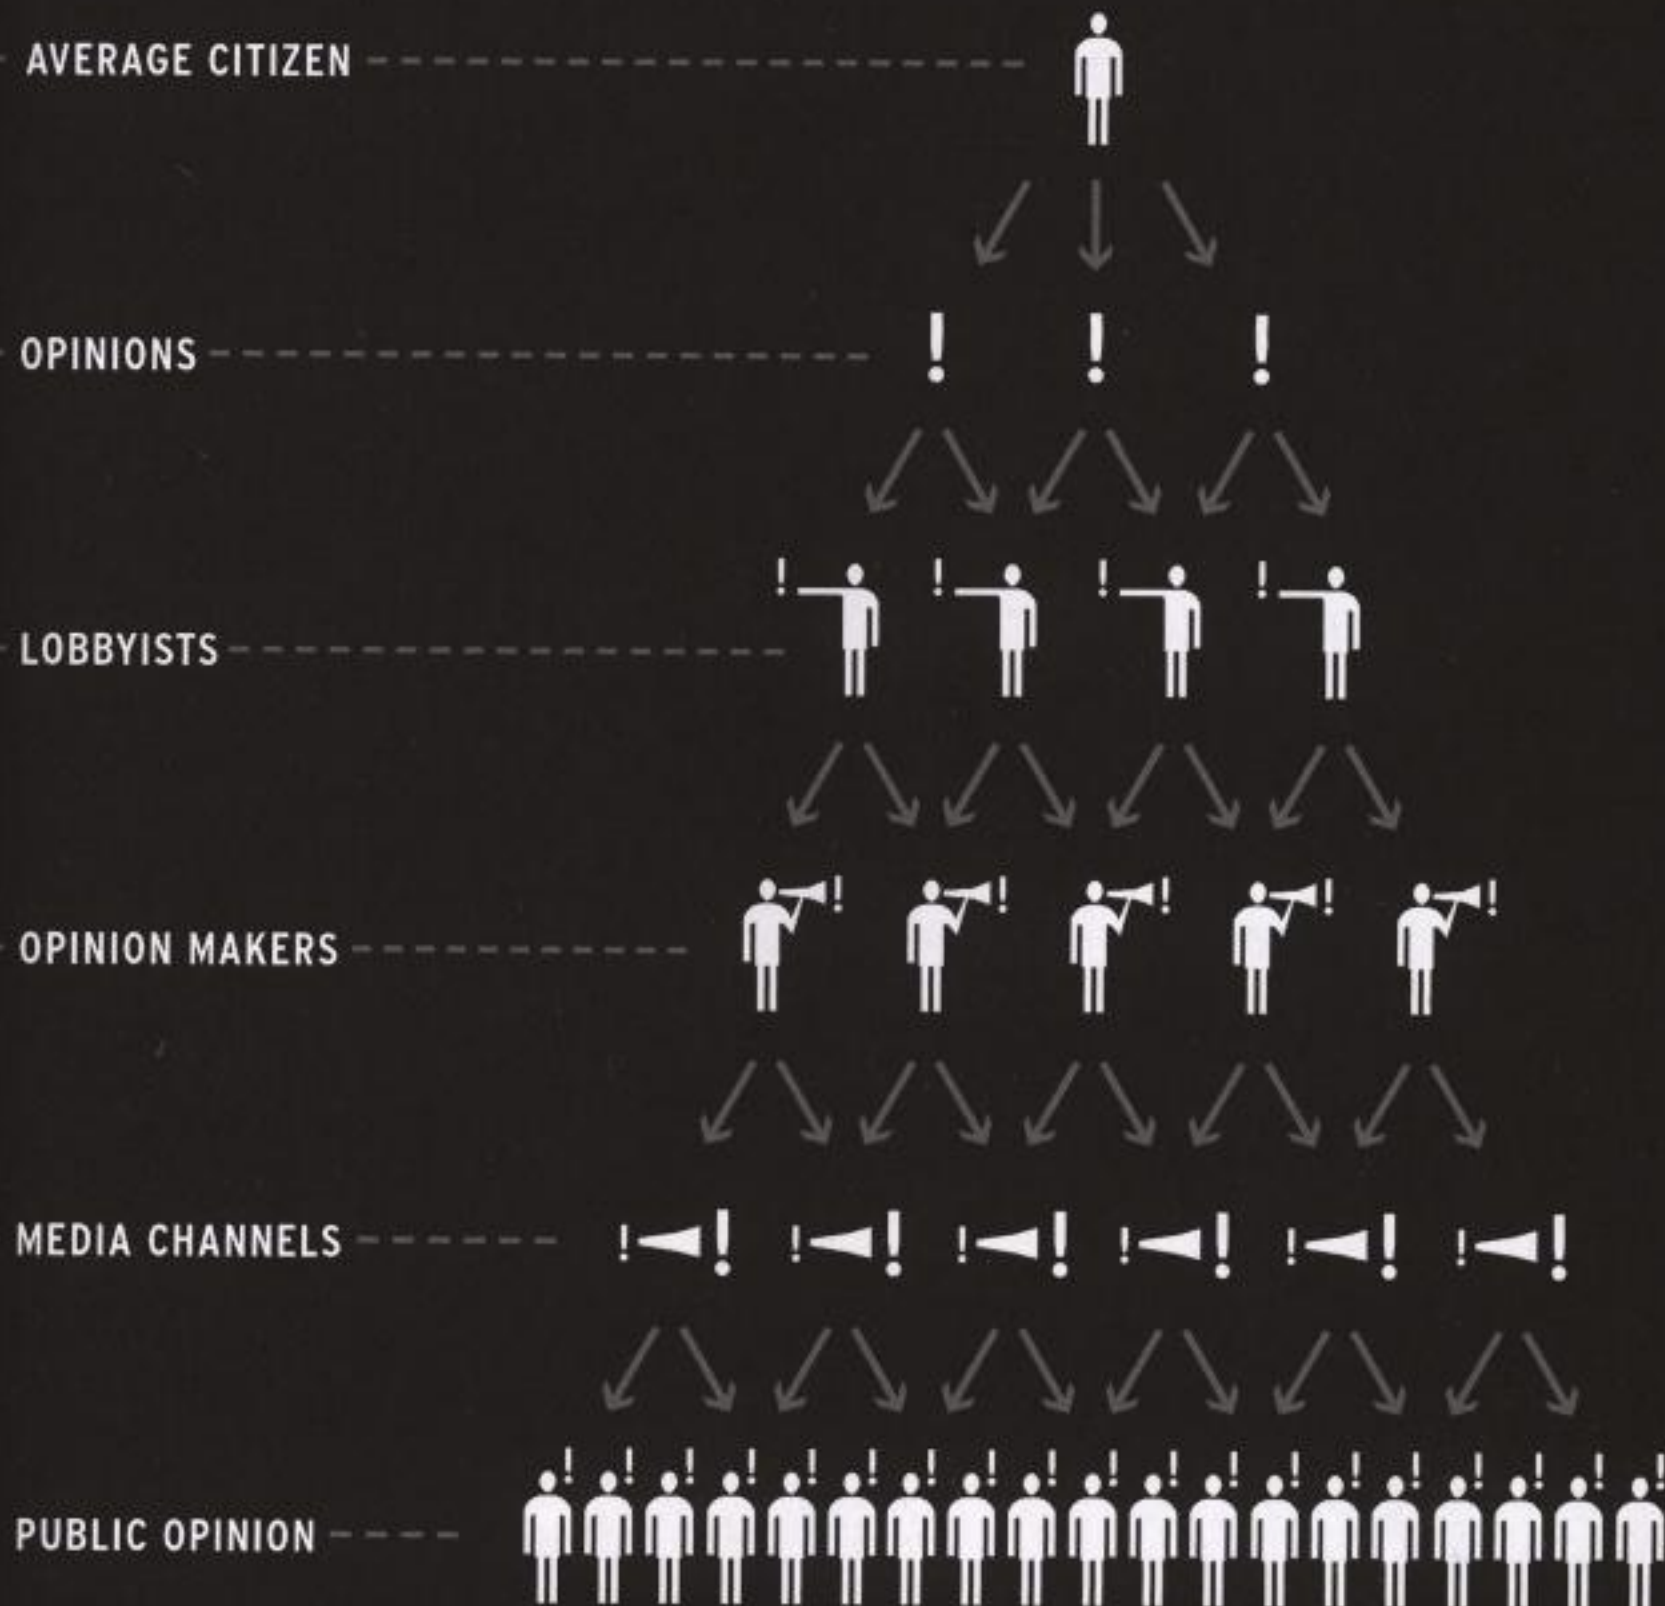 AVERAGE CITIZEN
OPINIONS
LOBBYISTS
OPINION MAKERS
MEDIA CHANNELS
PUBLIC OPINION